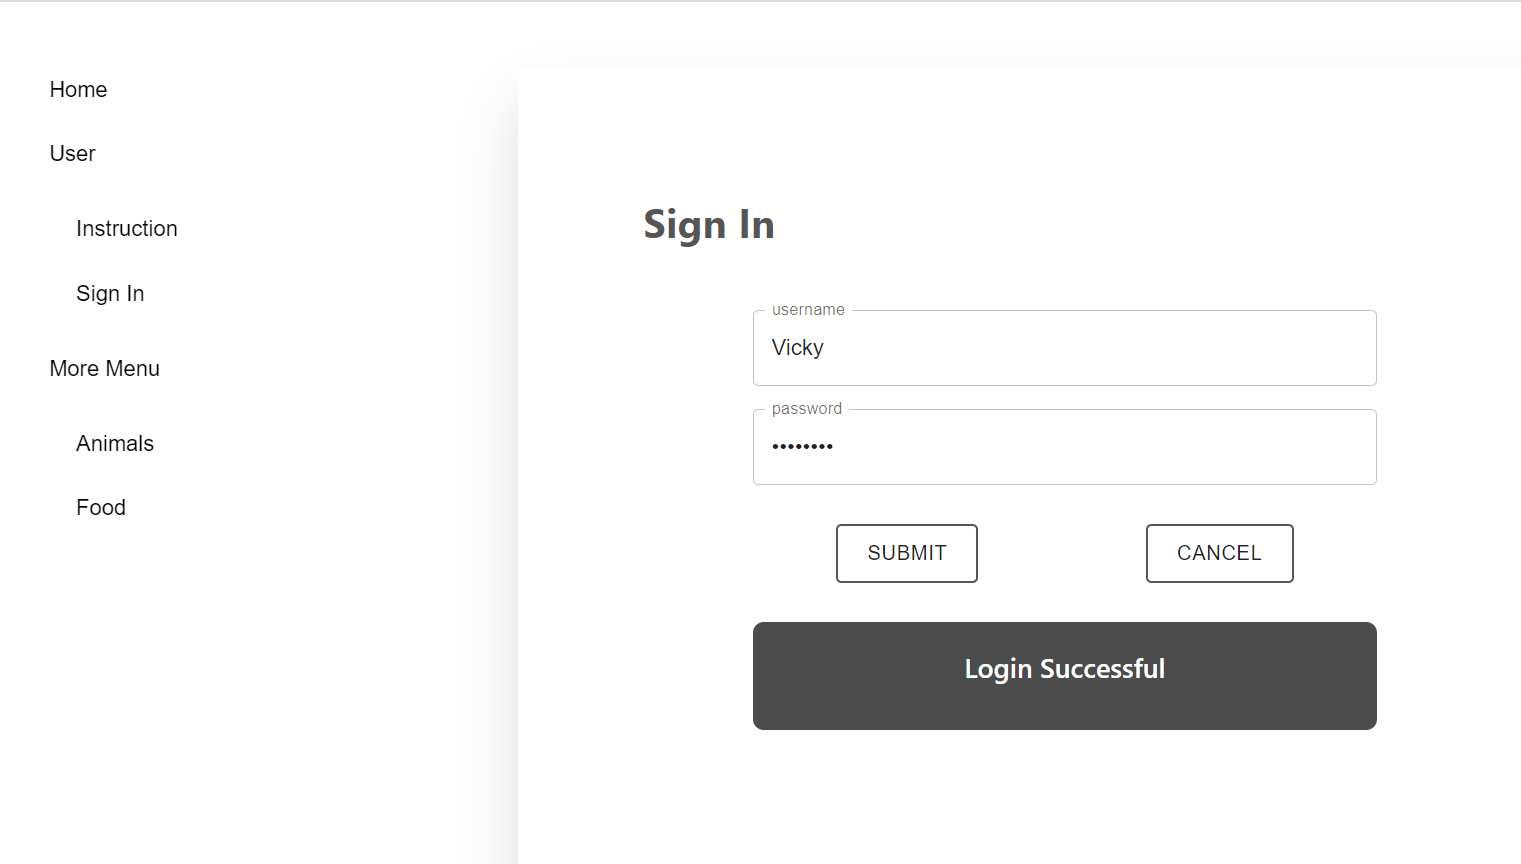 Home
User
Instruction
Sign In
More Menu
Animals
Food
Sign In
username
Vicky
password
••••••••
SUBMIT
CANCEL
Login Successful